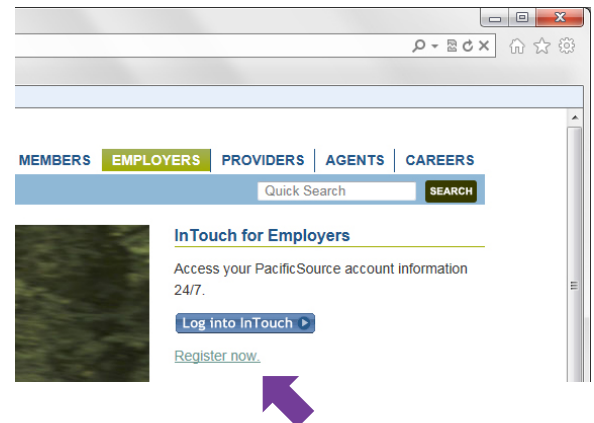 MEMBERS EMPLOYERS PROVIDERS AGENTS CAREERS
Quick Search SEARCH
InTouch for Employers
Access your PacificSource account information
24/7.
Log into InTouch
Register now.